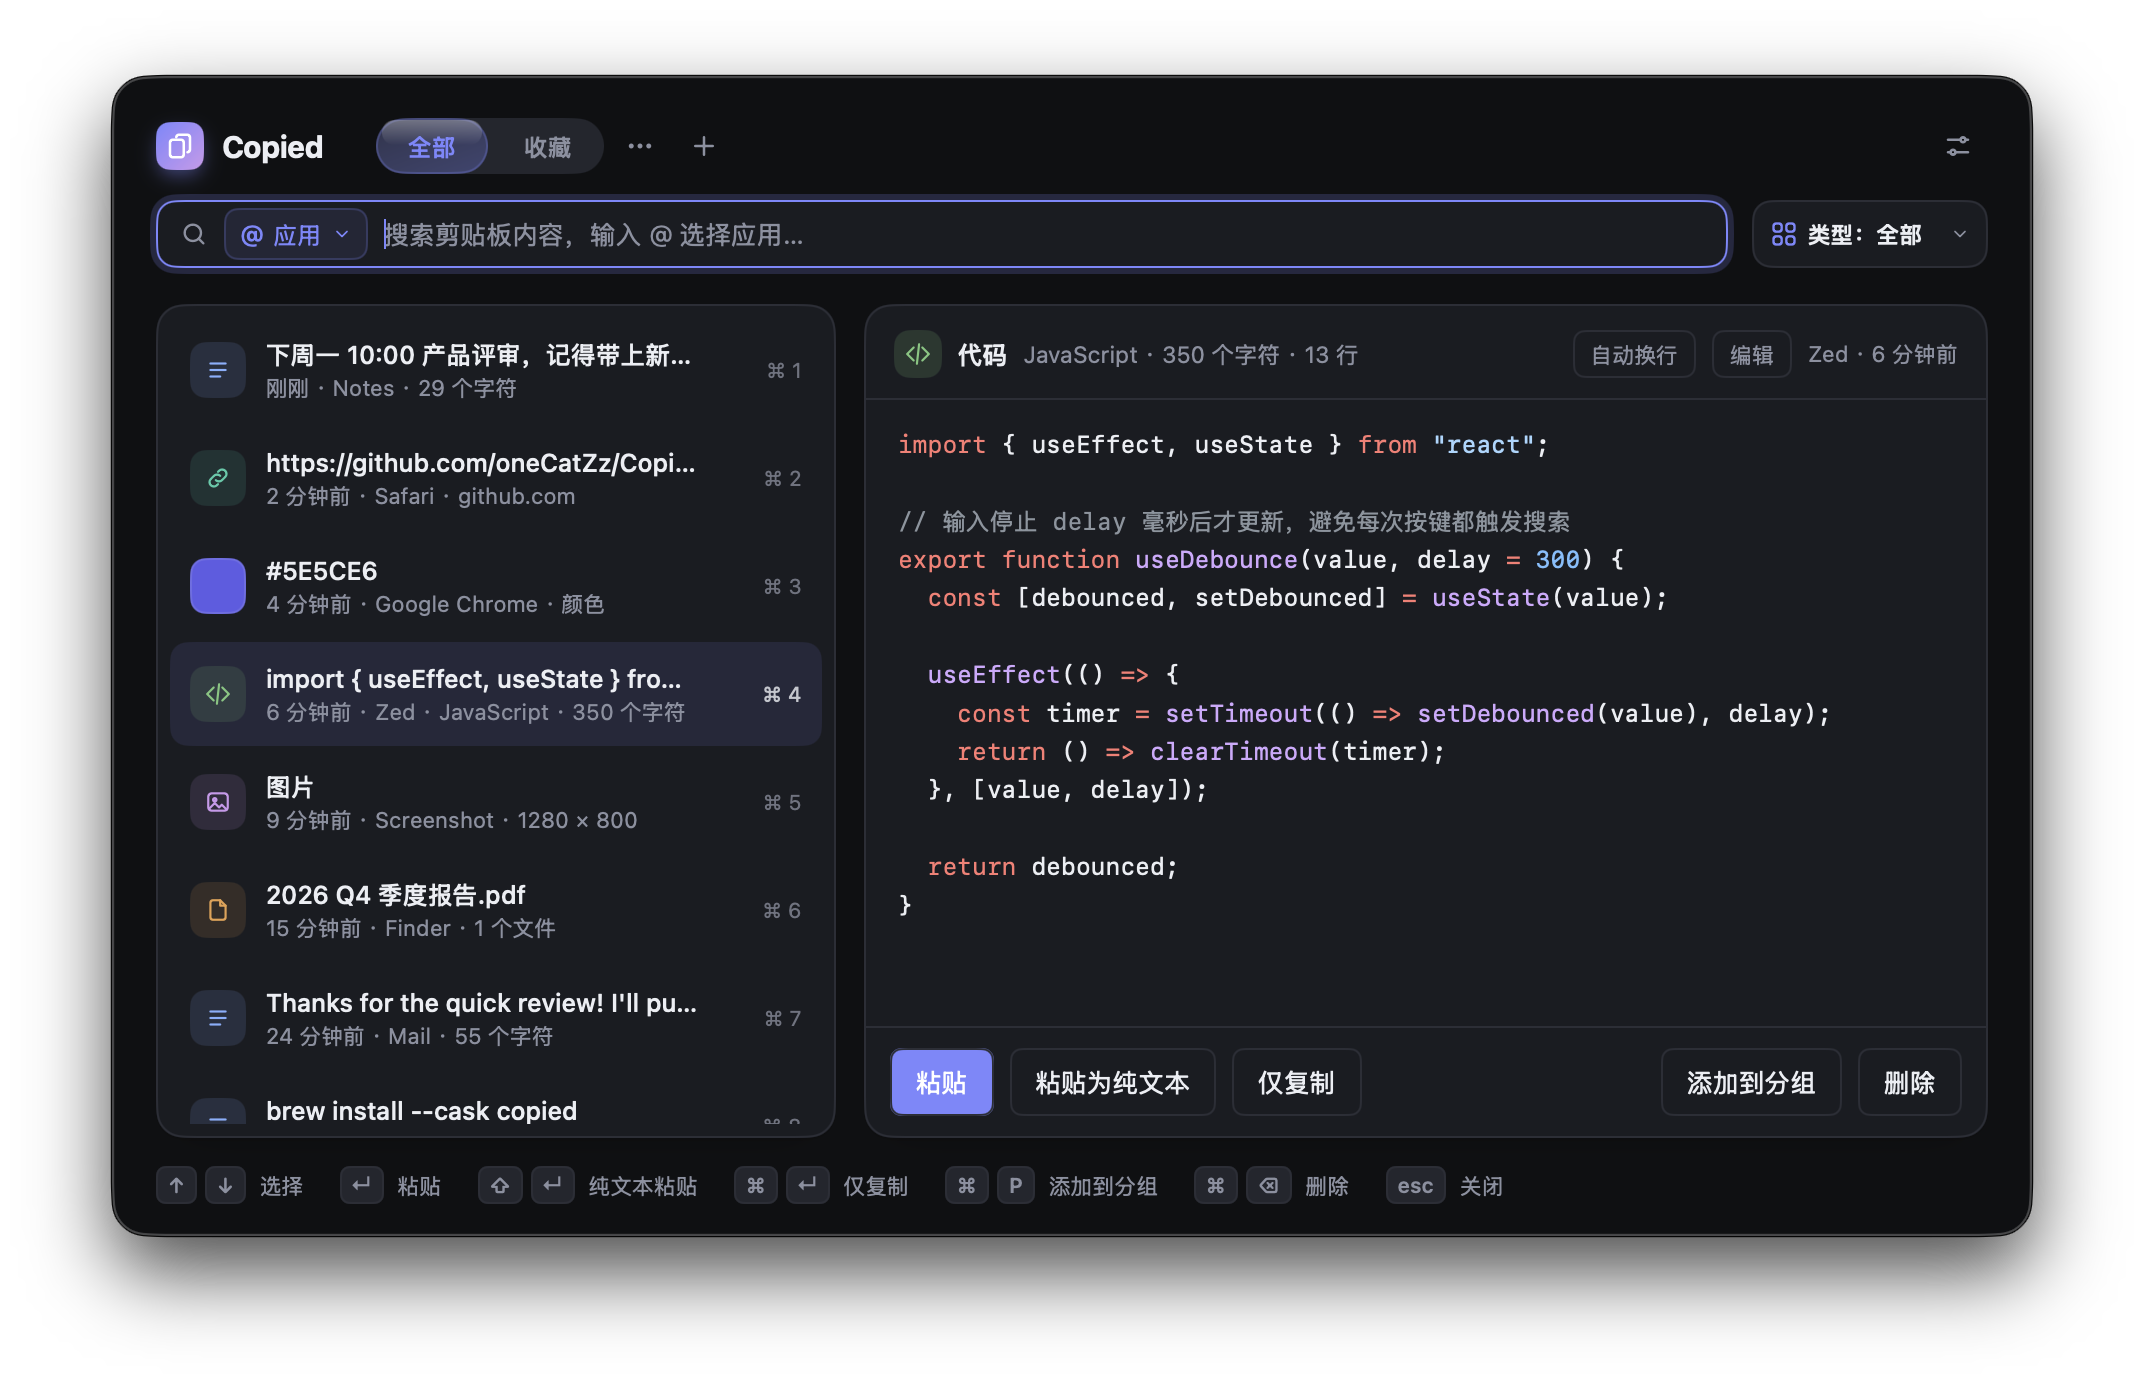 Copied
全部 收藏 ··· +
@ 应用 搜索剪贴板内容，输入 @ 选择应用...
类型：全部
下周一 10:00 产品评审，记得带上新... ⌘ 1
刚刚 · Notes · 29 个字符
https://github.com/oneCatZz/Copi... ⌘ 2
2 分钟前 · Safari · github.com
#5E5CE6 ⌘ 3
4 分钟前 · Google Chrome · 颜色
import { useEffect, useState } fro... ⌘ 4
6 分钟前 · Zed · JavaScript · 350 个字符
图片 ⌘ 5
9 分钟前 · Screenshot · 1280 × 800
2026 Q4 季度报告.pdf ⌘ 6
15 分钟前 · Finder · 1 个文件
Thanks for the quick review! I'll pu... ⌘ 7
24 分钟前 · Mail · 55 个字符
brew install --cask copied
代码 JavaScript · 350 个字符 · 13 行 自动换行 编辑 Zed · 6 分钟前
import { useEffect, useState } from "react";
// 输入停止 delay 毫秒后才更新，避免每次按键都触发搜索
export function useDebounce(value, delay = 300) {
  const [debounced, setDebounced] = useState(value);
  useEffect(() => {
    const timer = setTimeout(() => setDebounced(value), delay);
    return () => clearTimeout(timer);
  }, [value, delay]);
  return debounced;
}
粘贴 粘贴为纯文本 仅复制 添加到分组 删除
↑ ↓ 选择 ↵ 粘贴 ⇧ ↵ 纯文本粘贴 ⌘ ↵ 仅复制 ⌘ P 添加到分组 ⌘ ⌫ 删除 esc 关闭